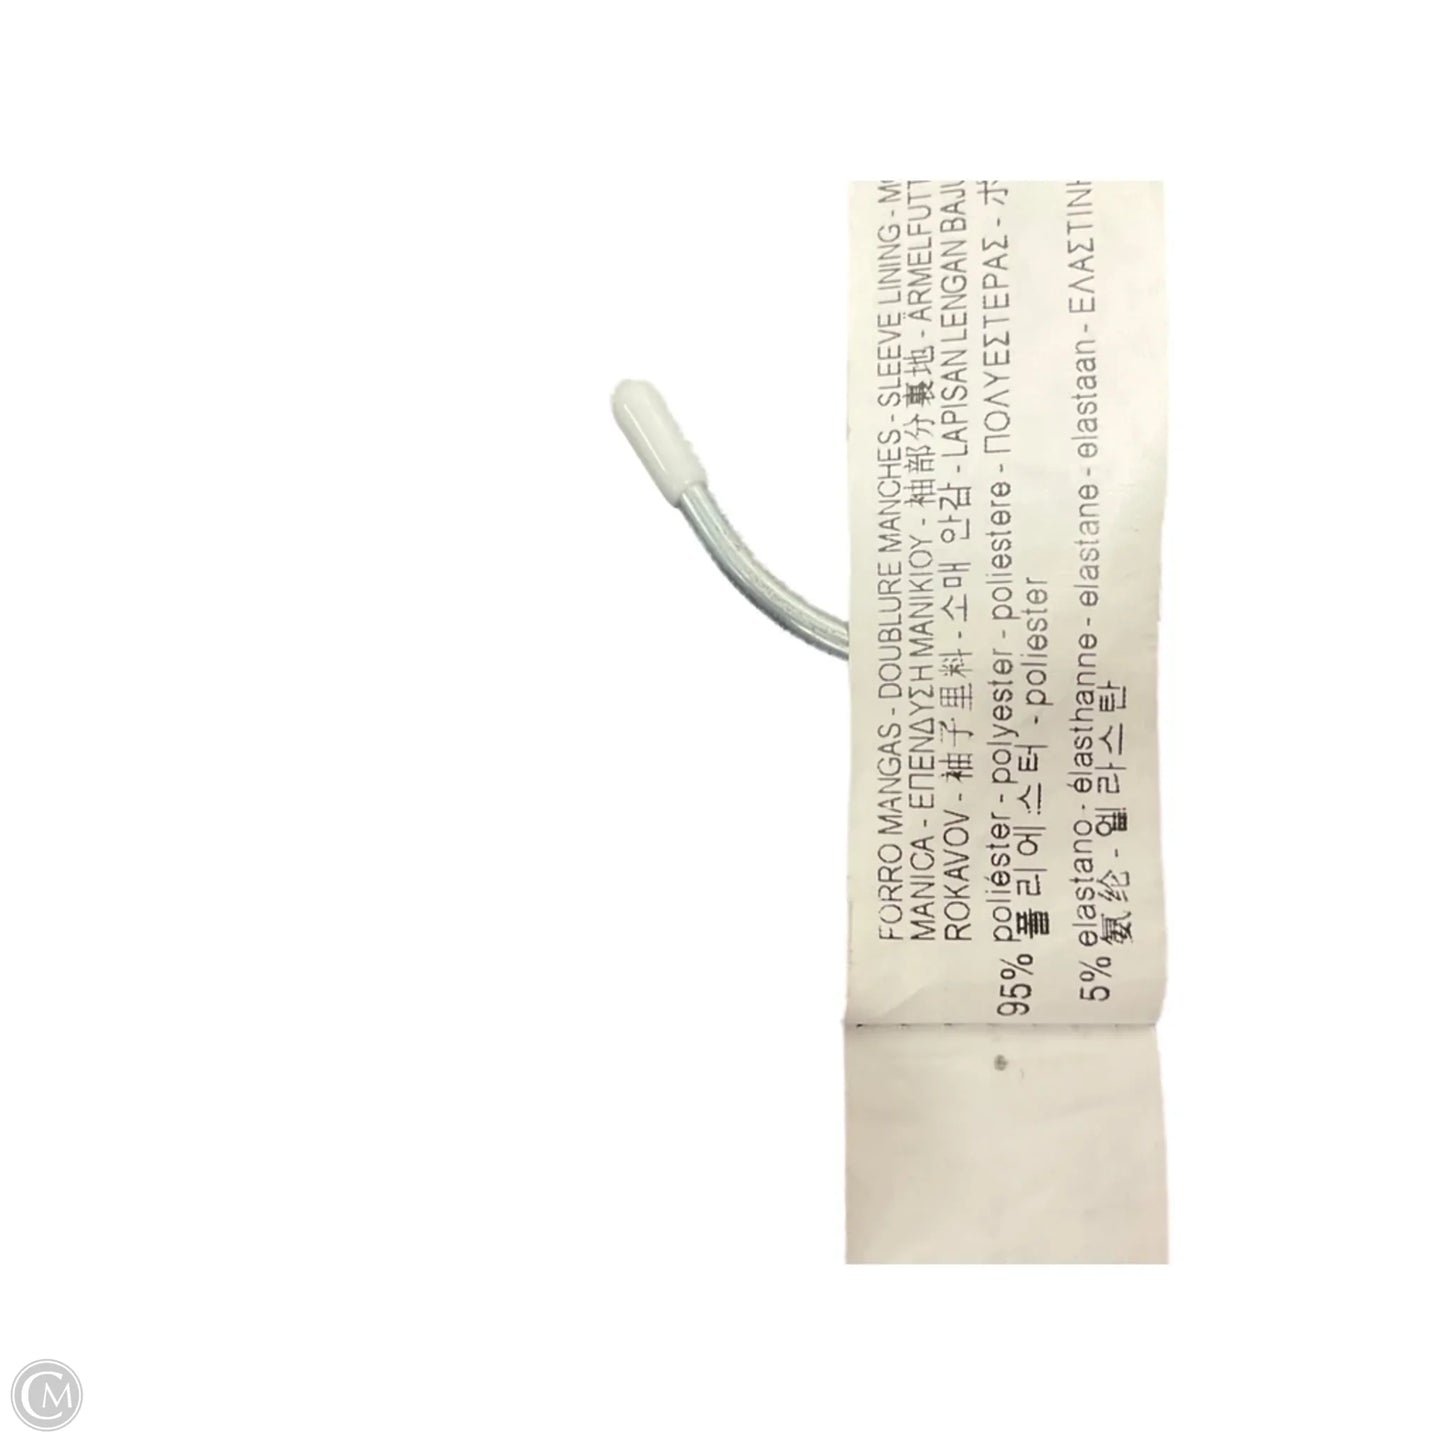 FORRO MANGAS - DOUBLURE MANCHES - SLEEVE LINING -
MANICA - ΕΠΕΝΔΥΣΗ ΜΑΝΙΚΙΟΥ - 袖部分裏地 - ÄRMELFUTT
ROKAVOV - 袖子里料 - 소매 안감 - LAPISAN LENGAN BAJU
95% poliéster - polyester - poliestere - ΠΟΛΥΕΣΤΕΡΑΣ - ポ
폴리에스터 - poliester
5% elastano - élasthanne - elastane - elastaan - ΕΛΑΣΤΙΝΗ
氨纶 - 엘라스탄
CM